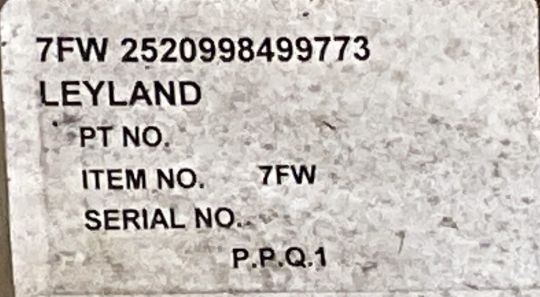 7FW 2520998499773
LEYLAND
PT NO.
ITEM NO. 7FW
SERIAL NO.
P.P.Q.1